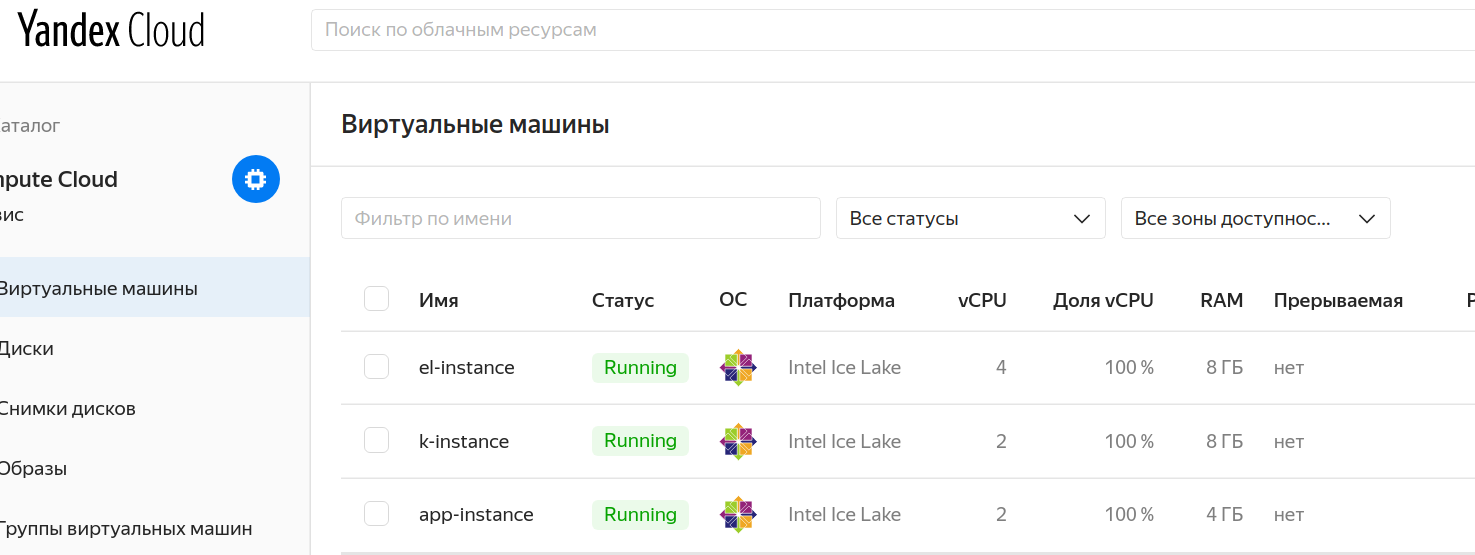 Yandex Cloud
Поиск по облачным ресурсам
аталог
Виртуальные машины
pute Cloud
вис
Фильтр по имени
Все статусы
Все зоны доступнос...
Виртуальные машины
Диски
Снимки дисков
Образы
Группы виртуальных машин
Имя Статус ОС Платформа vCPU Доля vCPU RAM Прерываемая
el-instance Running Intel Ice Lake 4 100 % 8 ГБ нет
k-instance Running Intel Ice Lake 2 100 % 8 ГБ нет
app-instance Running Intel Ice Lake 2 100 % 4 ГБ нет